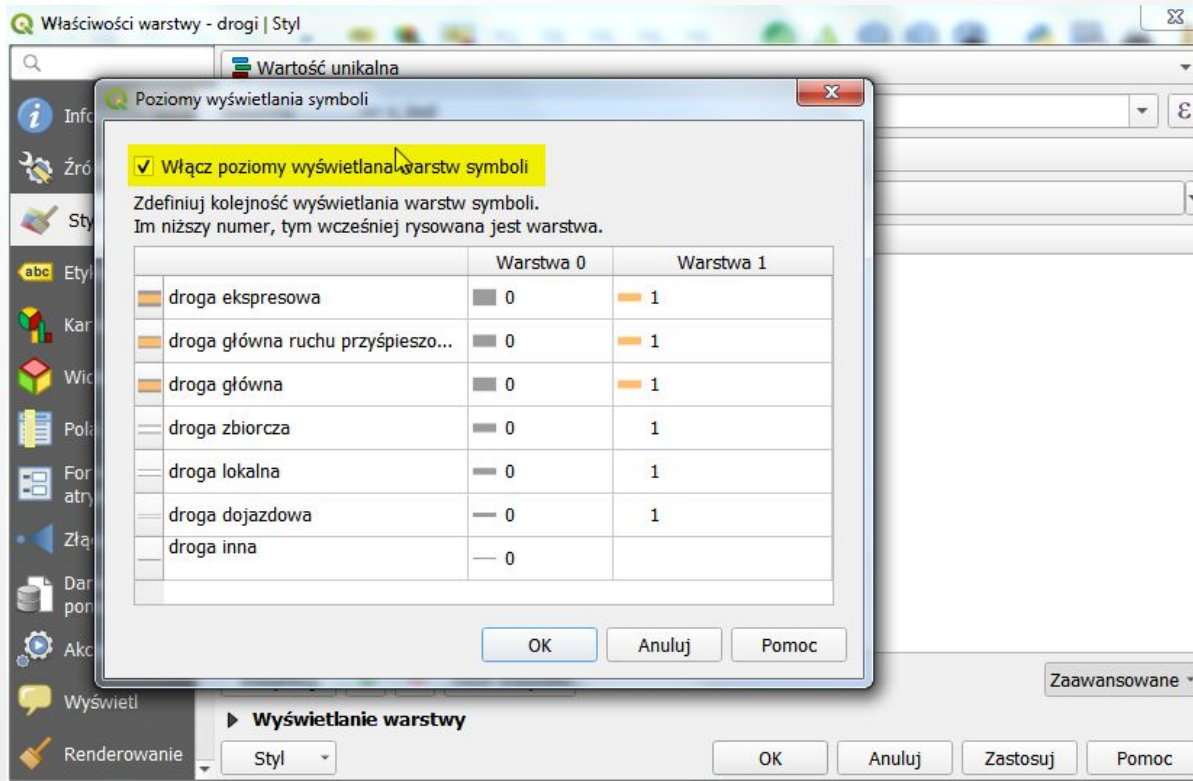 Właściwości warstwy - drogi | Styl
Wartość unikalna
Poziomy wyświetlania symboli
Włącz poziomy wyświetlana warstw symboli
Zdefiniuj kolejność wyświetlania warstw symboli.
Im niższy numer, tym wcześniej rysowana jest warstwa.
Warstwa 0 Warstwa 1
droga ekspresowa 0 1
droga główna ruchu przyśpieszo... 0 1
droga główna 0 1
droga zbiorcza 0 1
droga lokalna 0 1
droga dojazdowa 0 1
droga inna 0
OK Anuluj Pomoc
abc
ε
Zaawansowane
Wyświetl
Wyświetlanie warstwy
Renderowanie
Styl OK Anuluj Zastosuj Pomoc